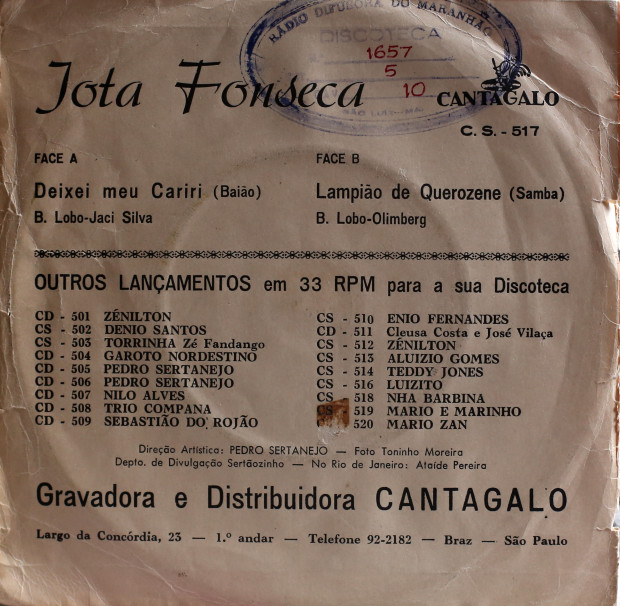 RÁDIO DIFUSORA DO MARANHÃO
DISCOTECA
1657
5
10
Jota Fonseca
CANTAGALO
C. S. - 517
FACE A
Deixei meu Cariri (Baião)
B. Lobo-Jaci Silva
FACE B
Lampião de Querozene (Samba)
B. Lobo-Olimberg
OUTROS LANÇAMENTOS em 33 RPM para a sua Discoteca
CD - 501 ZÉNILTON
CS - 502 DENIO SANTOS
CS - 503 TORRINHA Zé Fandango
CD - 504 GAROTO NORDESTINO
CD - 505 PEDRO SERTANEJO
CD - 506 PEDRO SERTANEJO
CD - 507 NILO ALVES
CD - 508 TRIO COMPANA
CD - 509 SEBASTIÃO DO ROJÃO
CS - 510 ENIO FERNANDES
CD - 511 Cleusa Costa e José Vilaça
CS - 512 ZÉNILTON
CS - 513 ALUIZIO GOMES
CS - 514 TEDDY JONES
CS - 516 LUIZITO
CS - 518 NHA BARBINA
CS 519 MARIO E MARINHO
520 MARIO ZAN
Direção Artística: PEDRO SERTANEJO — Foto Toninho Moreira
Depto. de Divulgação Sertãozinho — No Rio de Janeiro: Ataíde Pereira
Gravadora e Distribuidora CANTAGALO
Largo da Concórdia, 23 — 1.º andar — Telefone 92-2182 — Braz — São Paulo